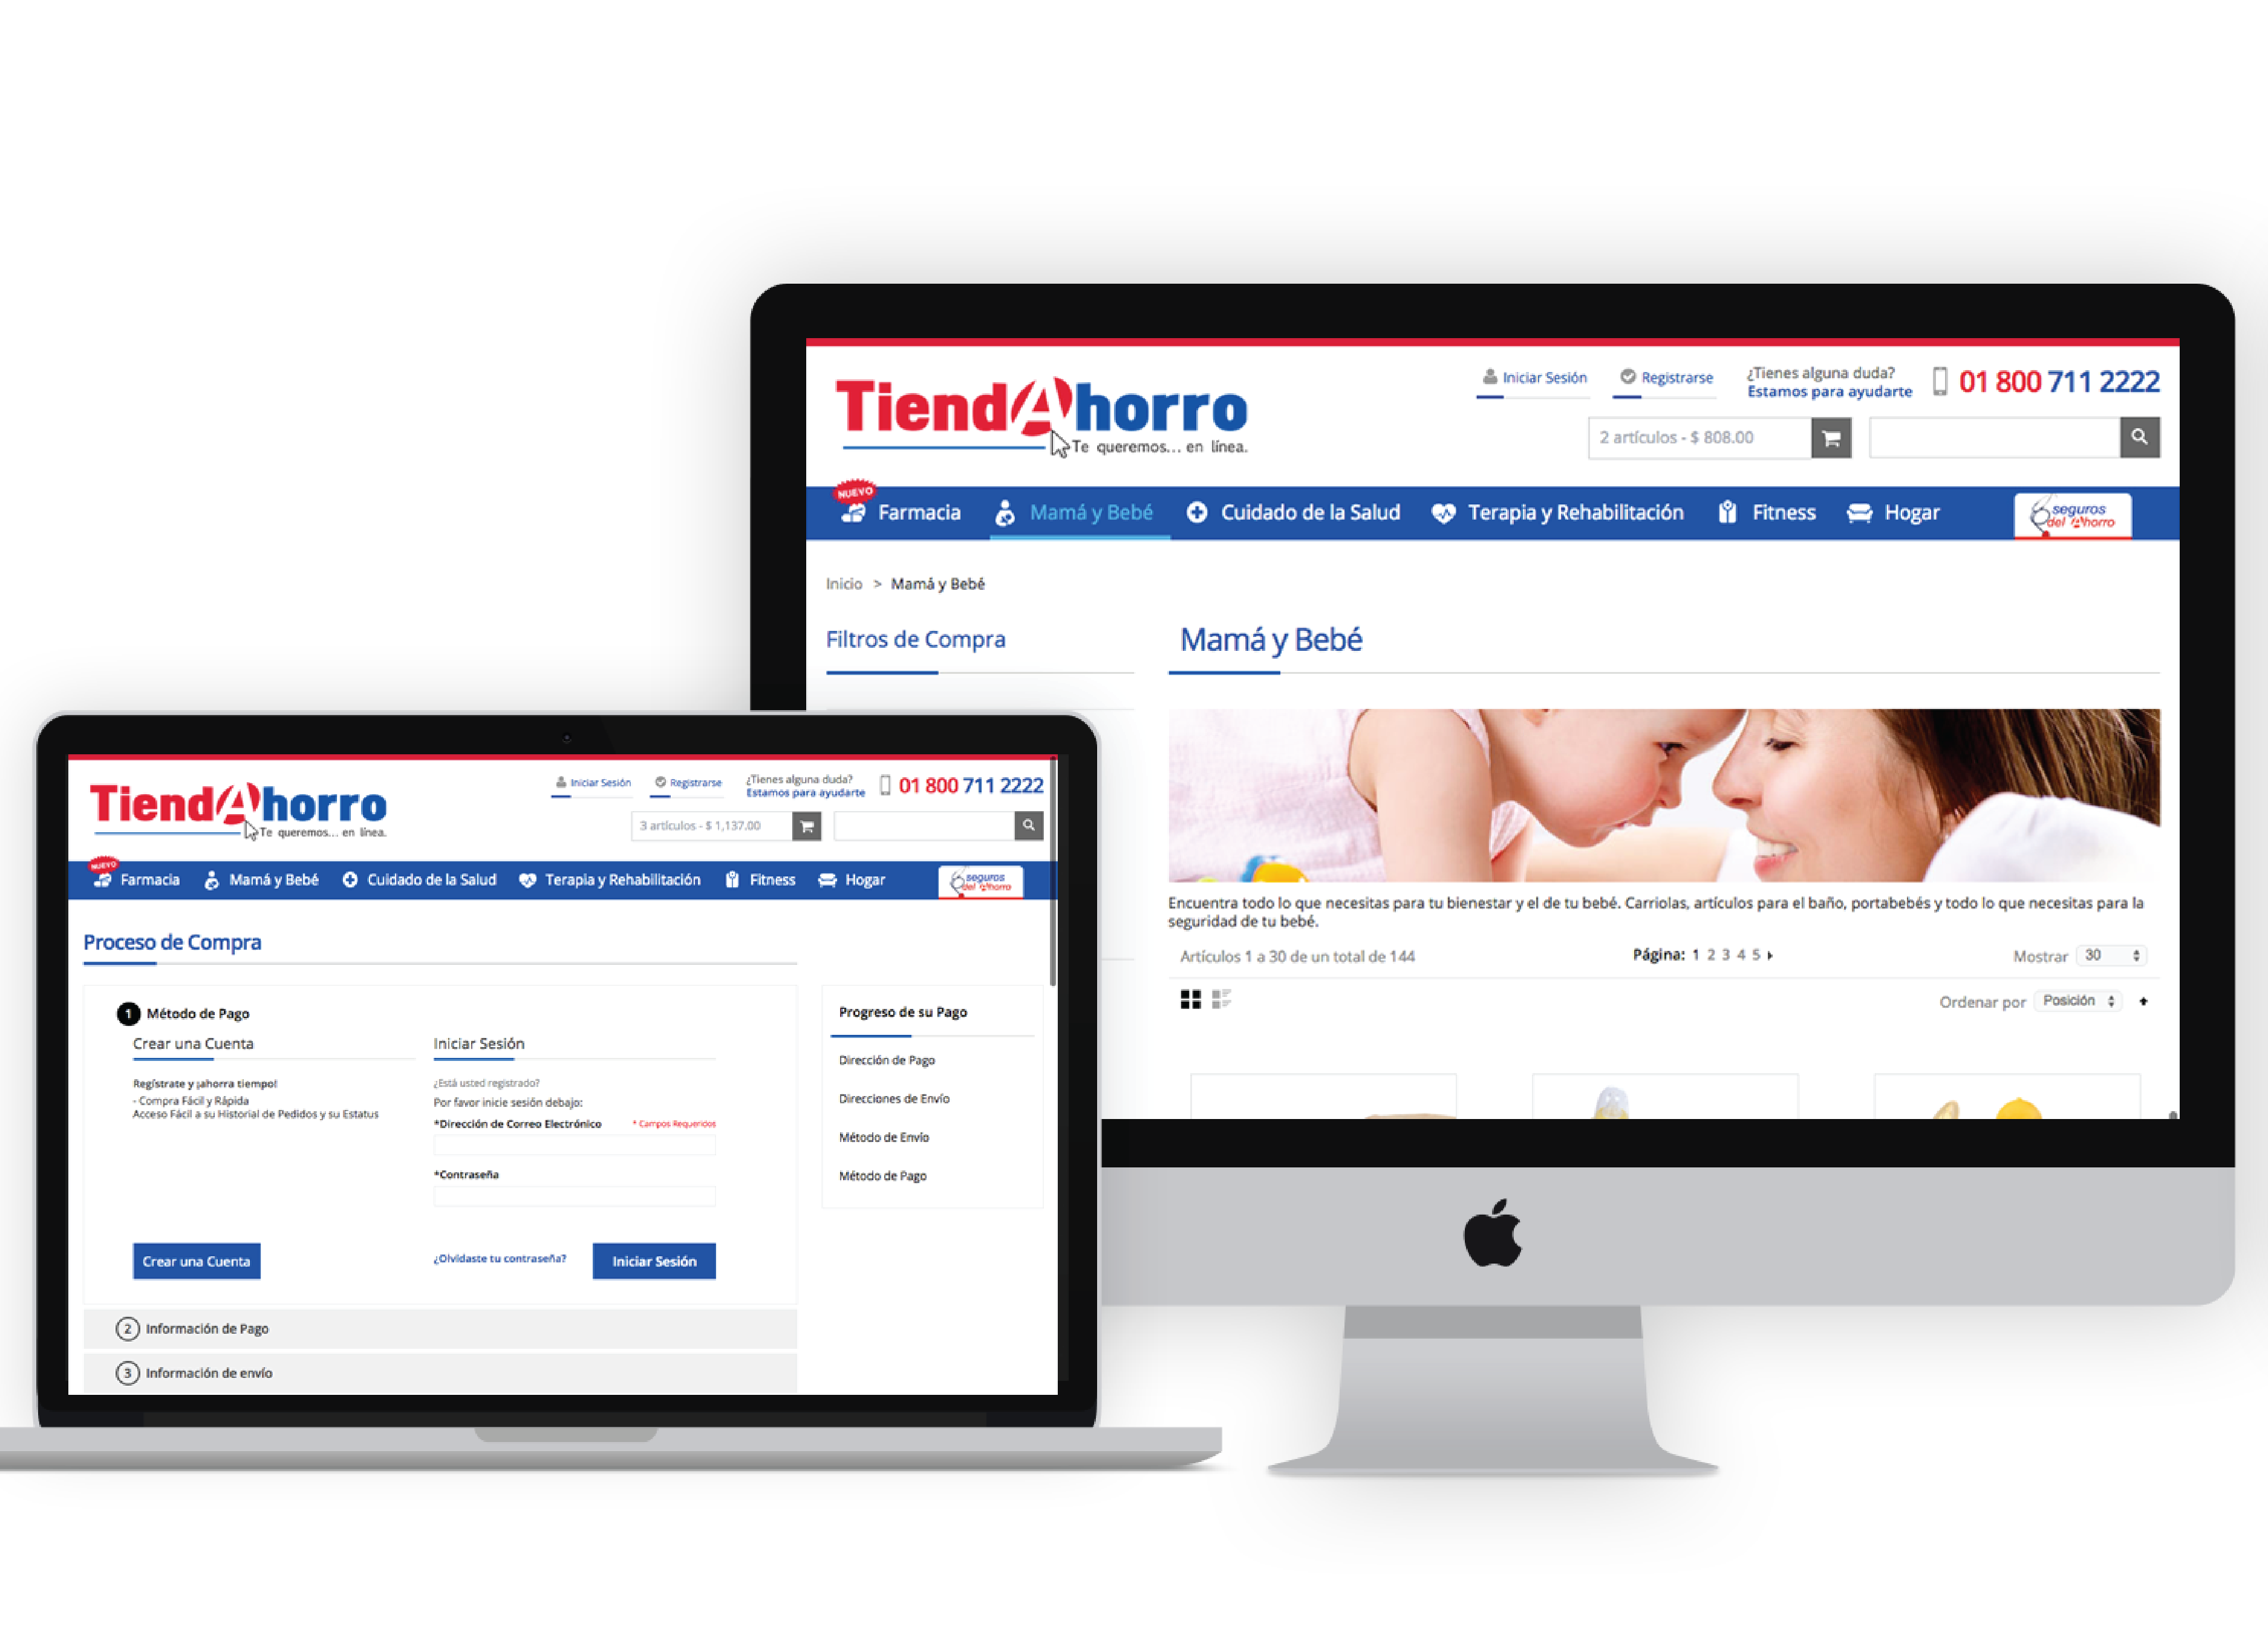 TiendAhorro
Te queremos... en línea.
Iniciar Sesión
Registrarse
¿Tienes alguna duda?
Estamos para ayudarte
01 800 711 2222
2 artículos - $ 808.00
NUEVO
Farmacia
Mamá y Bebé
Cuidado de la Salud
Terapia y Rehabilitación
Fitness
Hogar
seguros
del Ahorro
Inicio > Mamá y Bebé
Filtros de Compra
Mamá y Bebé
Encuentra todo lo que necesitas para tu bienestar y el de tu bebé. Carriolas, artículos para el baño, portabebés y todo lo que necesitas para la
seguridad de tu bebé.
Artículos 1 a 30 de un total de 144
Página: 1 2 3 4 5
Mostrar 30
Ordenar por Posición
TiendAhorro
Te queremos... en línea.
Iniciar Sesión
Registrarse
¿Tienes alguna duda?
Estamos para ayudarte
01 800 711 2222
3 artículos - $ 1,137.00
NUEVO
Farmacia
Mamá y Bebé
Cuidado de la Salud
Terapia y Rehabilitación
Fitness
Hogar
seguros
del Ahorro
Proceso de Compra
1 Método de Pago
Crear una Cuenta
Regístrate y ¡ahorra tiempo!
- Compra Fácil y Rápida
Acceso Fácil a su Historial de Pedidos y su Estatus
Crear una Cuenta
Iniciar Sesión
¿Está usted registrado?
Por favor inicie sesión debajo:
*Dirección de Correo Electrónico
* Campos Requeridos
*Contraseña
¿Olvidaste tu contraseña?
Iniciar Sesión
2 Información de Pago
3 Información de envío
Progreso de su Pago
Dirección de Pago
Direcciones de Envío
Método de Envío
Método de Pago